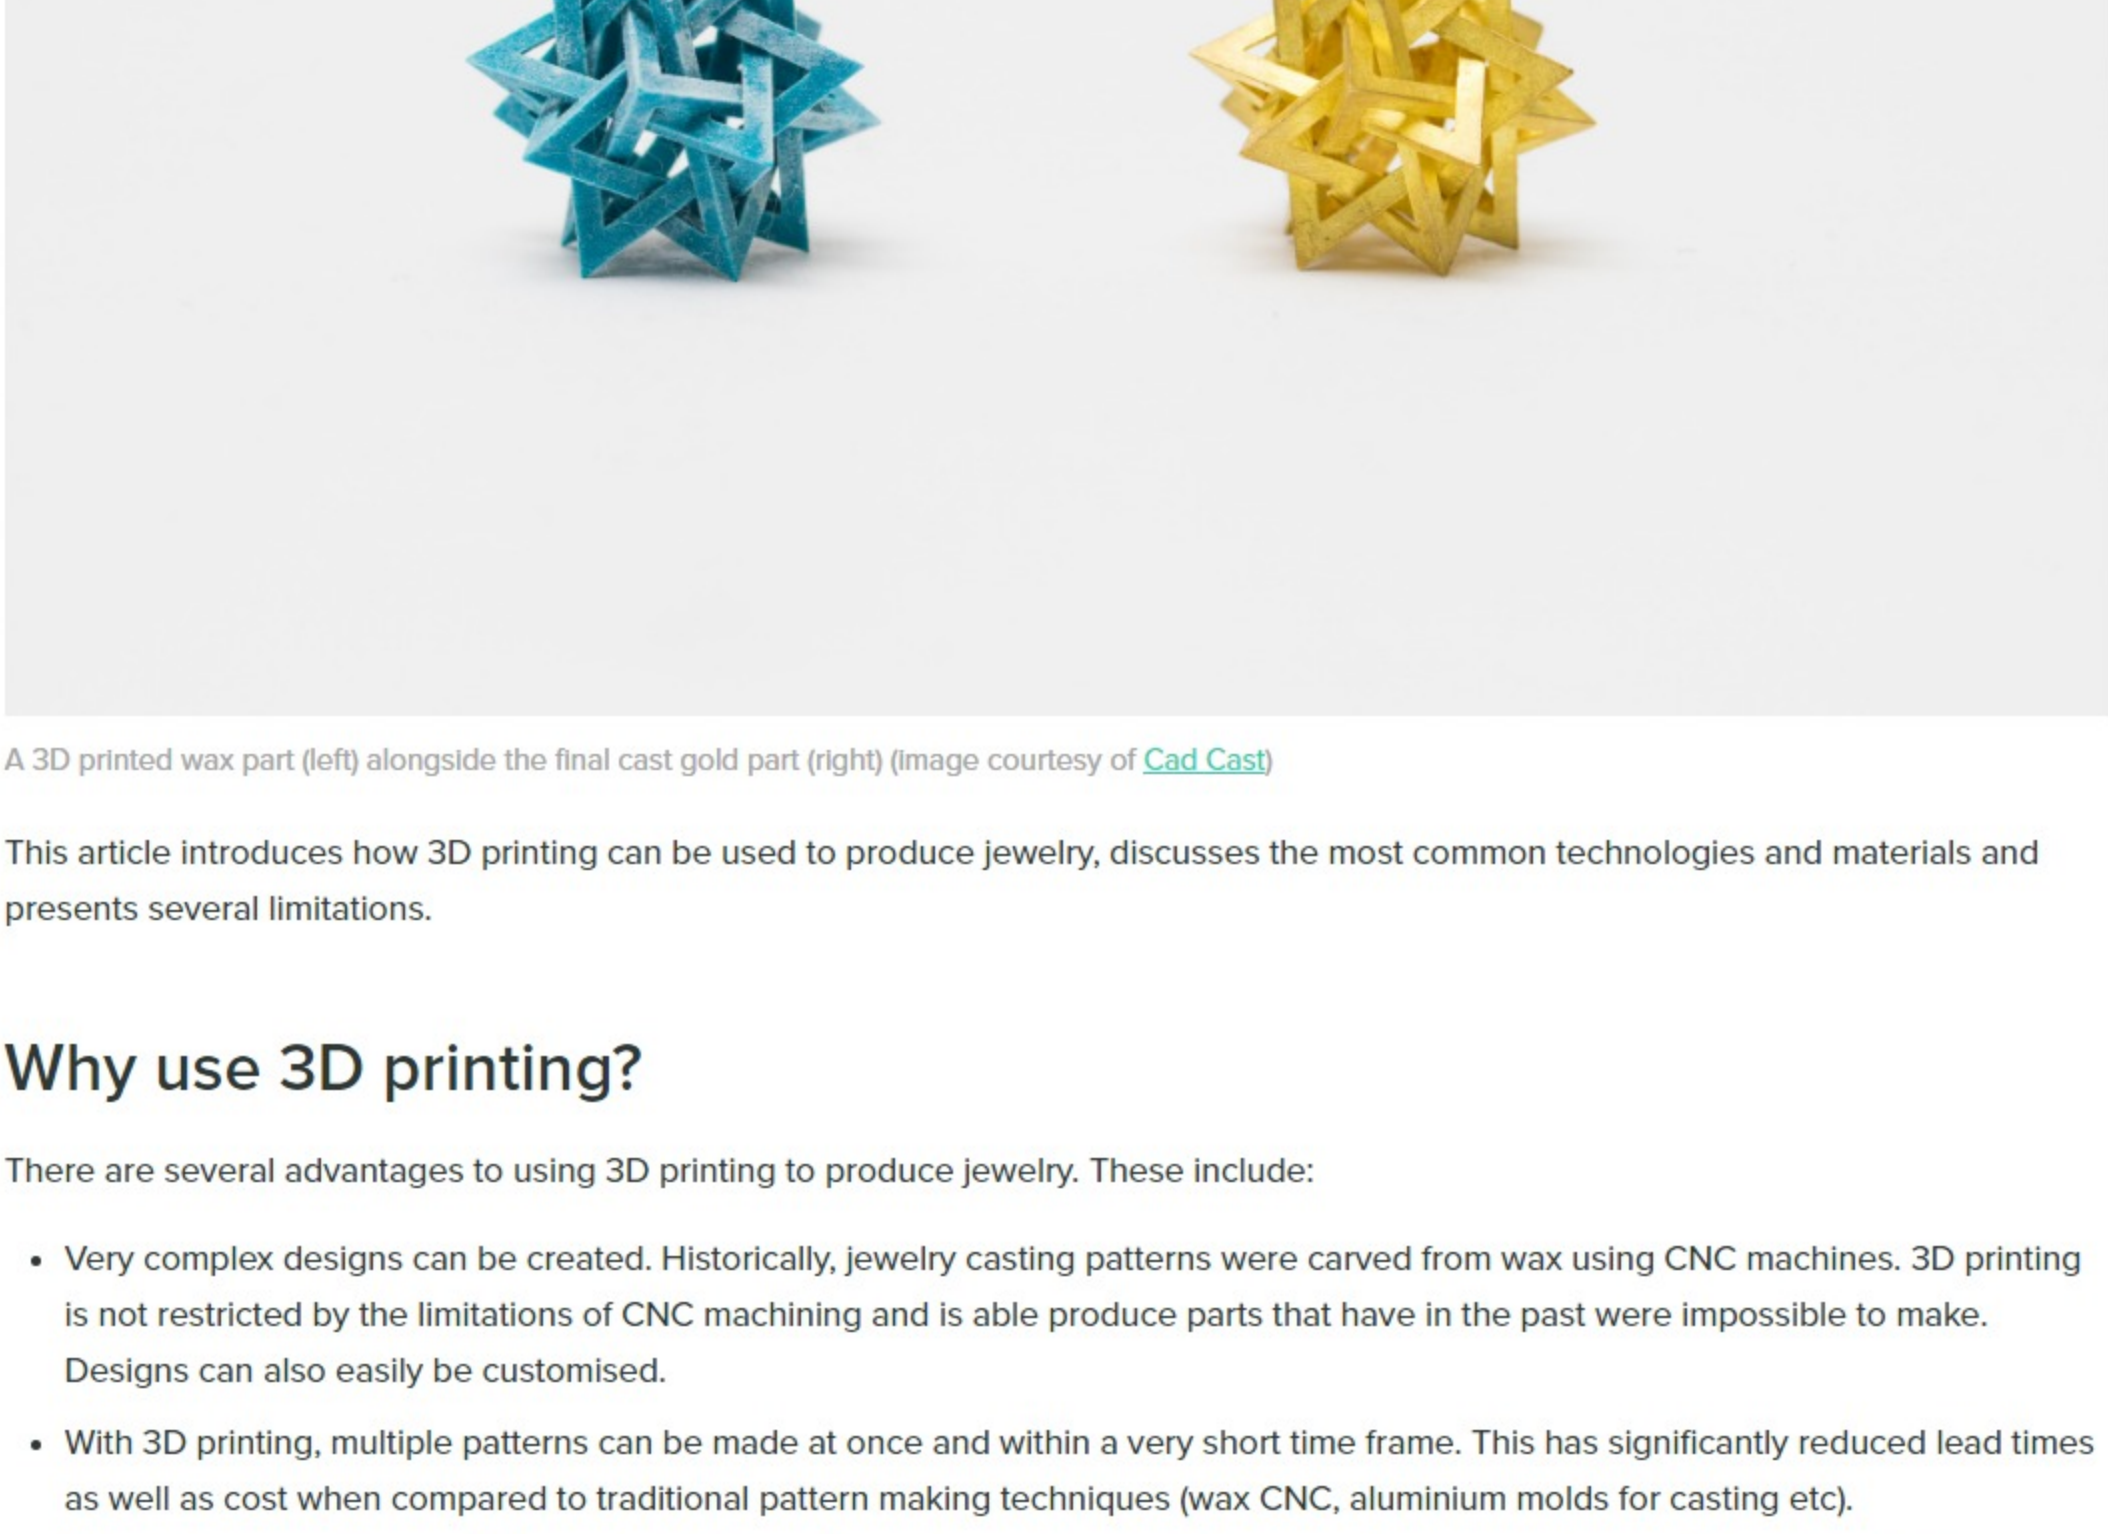 A 3D printed wax part (left) alongside the final cast gold part (right) (image courtesy of Cad Cast)
This article introduces how 3D printing can be used to produce jewelry, discusses the most common technologies and materials and
presents several limitations.
Why use 3D printing?
There are several advantages to using 3D printing to produce jewelry. These include:
• Very complex designs can be created. Historically, jewelry casting patterns were carved from wax using CNC machines. 3D printing
is not restricted by the limitations of CNC machining and is able produce parts that have in the past were impossible to make.
Designs can also easily be customised.
• With 3D printing, multiple patterns can be made at once and within a very short time frame. This has significantly reduced lead times
as well as cost when compared to traditional pattern making techniques (wax CNC, aluminium molds for casting etc).